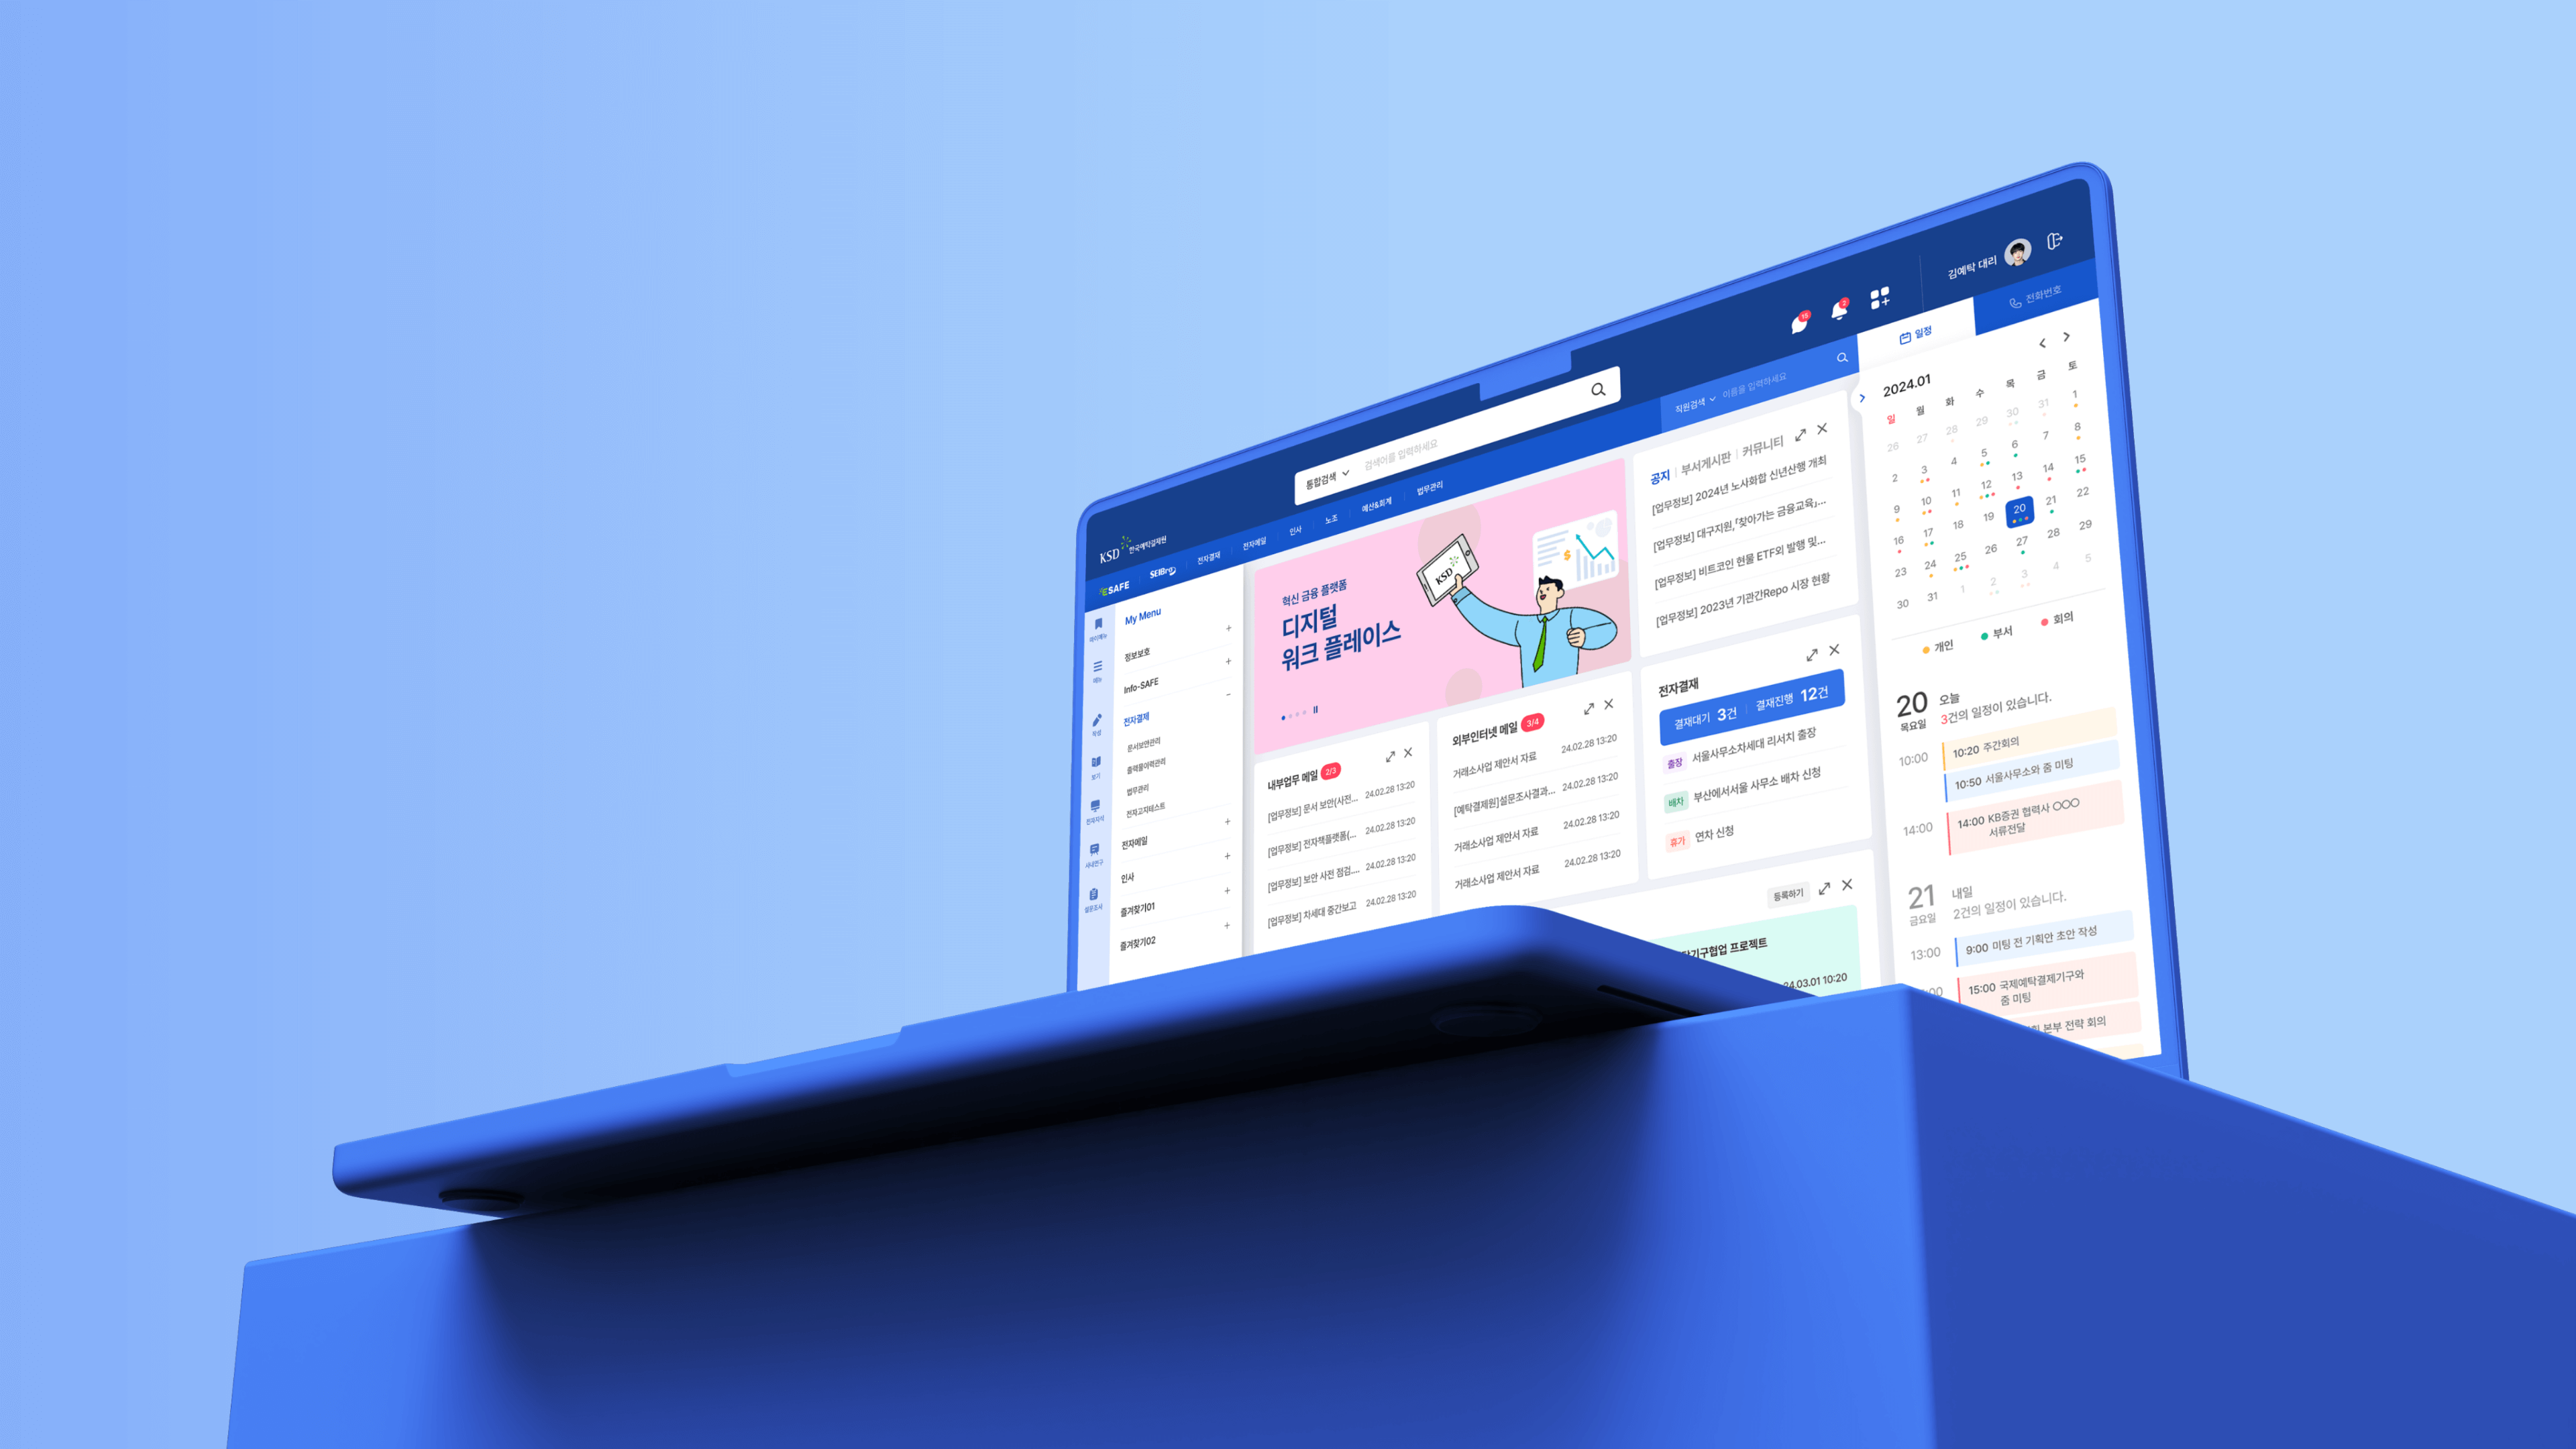 김예탁 대리
15
2
KSD 한국예탁결제원
통합검색
검색어를 입력하세요
eSAFE
SEIBro
전자결재
전자메일
인사
노조
예산&회계
법무관리
직원검색
이름을 입력하세요
일정
전화번호
마이메뉴
메뉴
작성
보기
전자지식
사내연구
설문조사
My Menu
정보보호
Info-SAFE
전자결제
문서보안관리
출력물이력관리
법무관리
전자고지테스트
전자메일
인사
즐겨찾기01
즐겨찾기02
혁신 금융 플랫폼
디지털
워크 플레이스
KSD
공지 부서게시판 커뮤니티
[업무정보] 2024년 노사화합 신년산행 개최
[업무정보] 대구지원,「찾아가는 금융교육」...
[업무정보] 비트코인 현물 ETF의 발행 및...
[업무정보] 2023년 기관간Repo 시장 현황
내부업무 메일 2/3
[업무정보] 문서 보안(사전... 24.02.28 13:20
[업무정보] 전자책플랫폼(... 24.02.28 13:20
[업무정보] 보안 사전 점검.... 24.02.28 13:20
[업무정보] 차세대 중간보고 24.02.28 13:20
외부인터넷 메일 3/4
거래소사업 제안서 자료 24.02.28 13:20
[예탁결제원]설문조사결과... 24.02.28 13:20
거래소사업 제안서 자료 24.02.28 13:20
거래소사업 제안서 자료 24.02.28 13:20
전자결재
결재대기 3건 결재진행 12건
출장 서울사무소차세대 리서치 출장
배차 부산에서서울 사무소 배차 신청
휴가 연차 신청
등록하기
기구협업 프로젝트
24.03.01 10:20
2024.01
일 월 화 수 목 금 토
26 27 28 29 30 31 1
2 3 4 5 6 7 8
9 10 11 12 13 14 15
16 17 18 19 20 21 22
23 24 25 26 27 28 29
30 31 1 2 3 4 5
개인 부서 회의
20 오늘
목요일 3건의 일정이 있습니다.
10:00
10:20 주간회의
10:50 서울사무소와 줌 미팅
14:00
14:00 KB증권 협력사 ○○○
서류전달
21 내일
금요일 2건의 일정이 있습니다.
13:00
9:00 미팅 전 기획안 초안 작성
15:00 국제예탁결제기구와
줌 미팅
본부 전략 회의